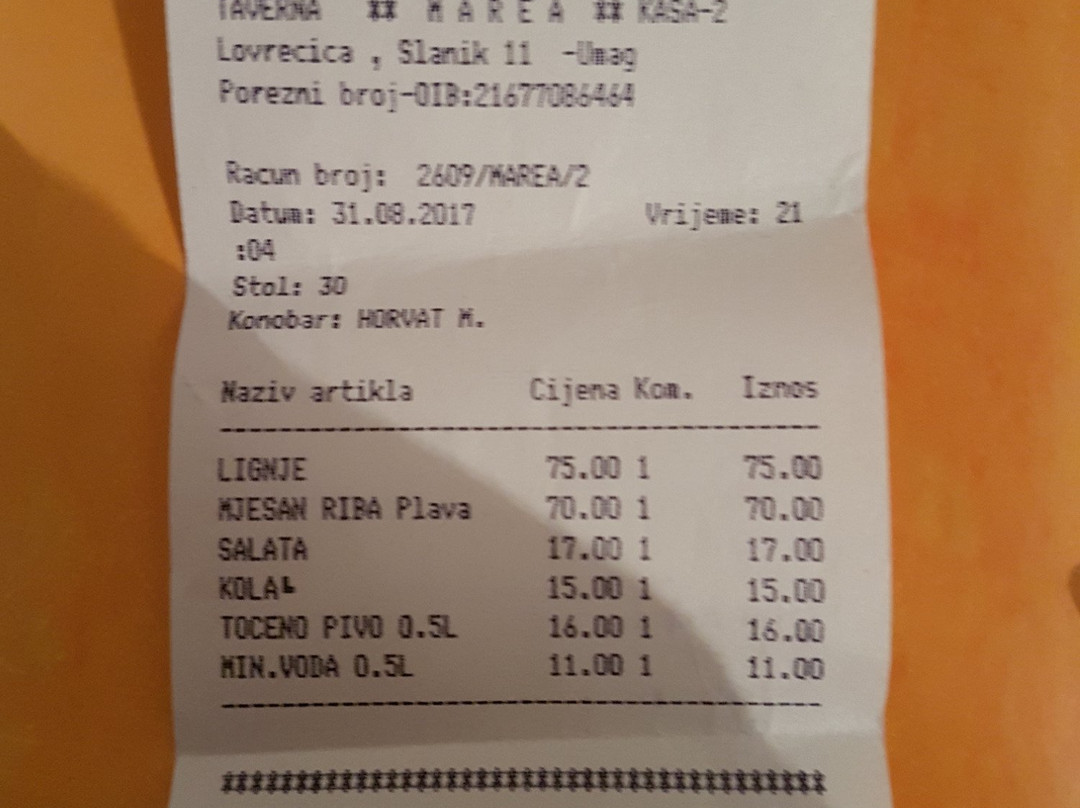 TAVERNA ** M A R E A ** KASA-2
Lovrecica , Slanik 11 -Umag
Porezni broj-OIB:21677086464
Racun broj: 2609/MAREA/2
Datum: 31.08.2017 Vrijeme: 21
:04
Stol: 30
Konobar: HORVAT M.
Naziv artikla Cijena Kom. Iznos
----------------------------------------
LIGNJE 75.00 1 75.00
MJESAN RIBA Plava 70.00 1 70.00
SALATA 17.00 1 17.00
KOLA╚ 15.00 1 15.00
TOCENO PIVO 0.5L 16.00 1 16.00
MIN.VODA 0.5L 11.00 1 11.00
----------------------------------------
****************************************